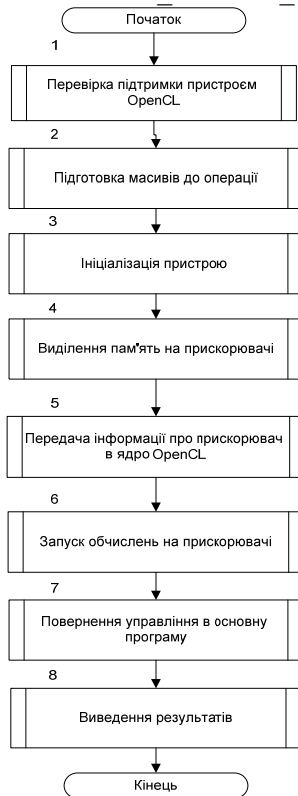 Початок
1
Перевірка підтримки пристроєм
OpenCL
2
Підготовка масивів до операції
3
Ініціалізація пристрою
4
Виділення пам"ять на прискорювачі
5
Передача інформації про прискорювач
в ядро OpenCL
6
Запуск обчислень на прискорювачі
7
Повернення управління в основну
програму
8
Виведення результатів
Кінець